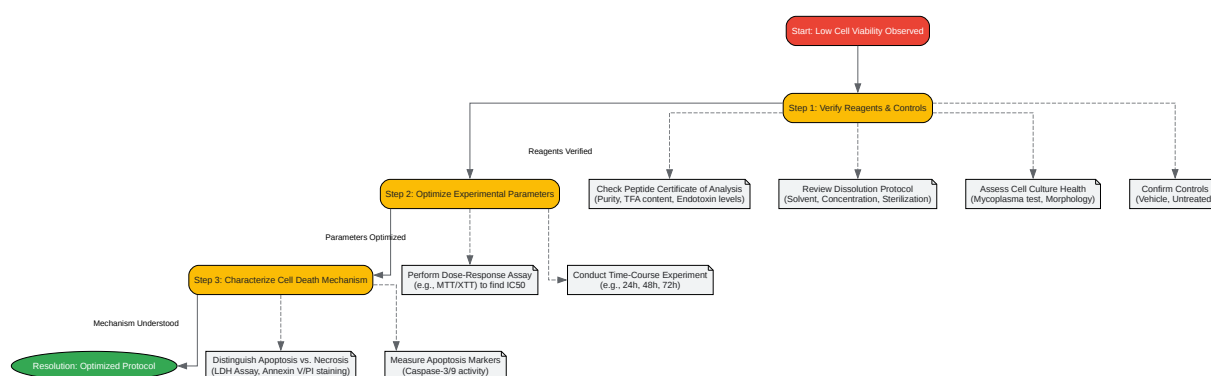 Start: Low Cell Viability Observed
Step 1: Verify Reagents & Controls
Reagents Verified
Step 2: Optimize Experimental Parameters
Check Peptide Certificate of Analysis
(Purity, TFA content, Endotoxin levels)
Review Dissolution Protocol
(Solvent, Concentration, Sterilization)
Assess Cell Culture Health
(Mycoplasma test, Morphology)
Confirm Controls
(Vehicle, Untreated
Parameters Optimized
Step 3: Characterize Cell Death Mechanism
Perform Dose-Response Assay
(e.g., MTT/XTT) to find IC50
Conduct Time-Course Experiment
(e.g., 24h, 48h, 72h)
Mechanism Understood
Resolution: Optimized Protocol
Distinguish Apoptosis vs. Necrosis
(LDH Assay, Annexin V/PI staining)
Measure Apoptosis Markers
(Caspase-3/9 activity)